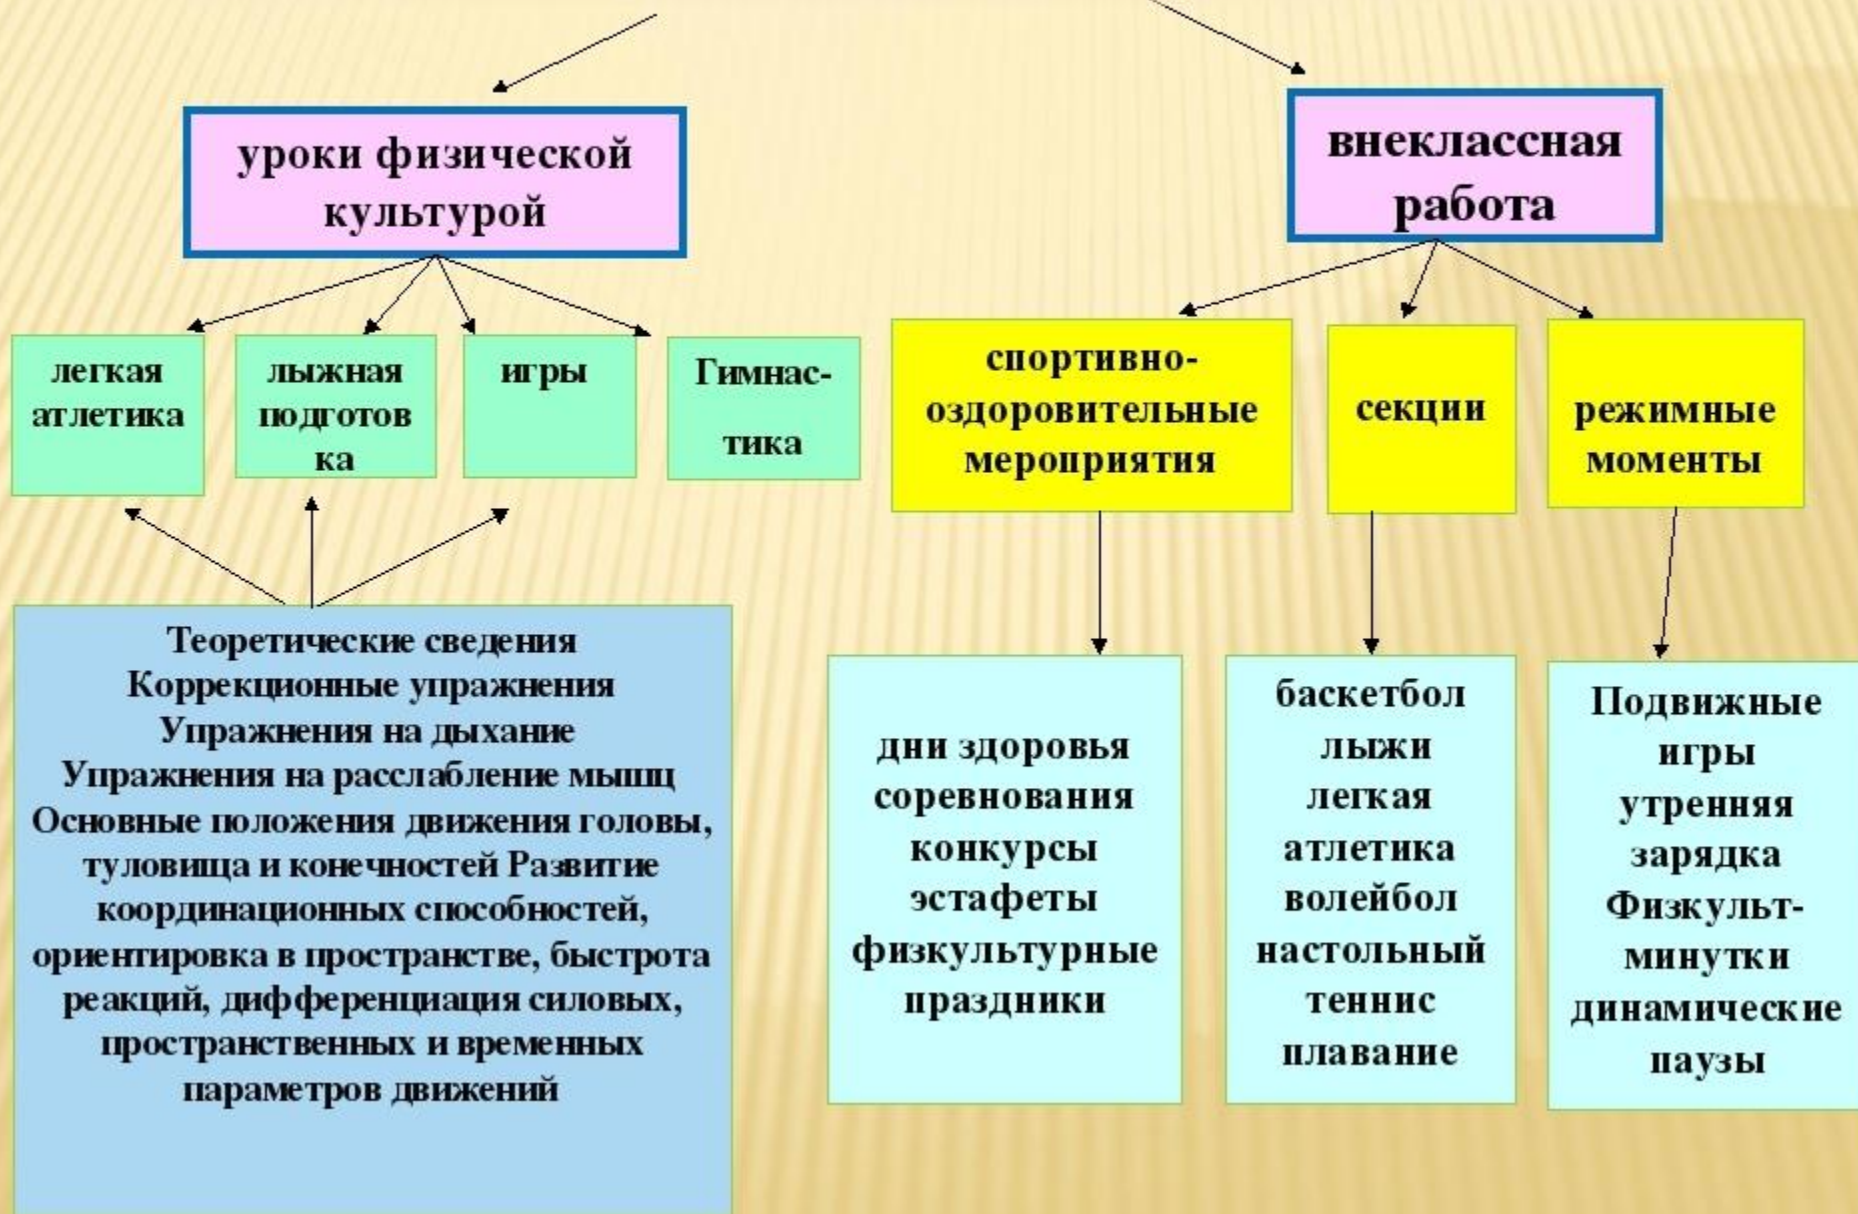 уроки физической
культурой
внеклассная
работа
легкая
атлетика
лыжная
подготов
ка
игры
Гимнас-
тика
спортивно-
оздоровительные
мероприятия
секции
режимные
моменты
Теоретические сведения
Коррекционные упражнения
Упражнения на дыхание
Упражнения на расслабление мышц
Основные положения движения головы,
туловища и конечностей Развитие
координационных способностей,
ориентировка в пространстве, быстрота
реакций, дифференциация силовых,
пространственных и временных
параметров движений
дни здоровья
соревнования
конкурсы
эстафеты
физкультурные
праздники
баскетбол
лыжи
легкая
атлетика
волейбол
настольный
теннис
плавание
Подвижные
игры
утренняя
зарядка
Физкульт-
минутки
динамические
паузы